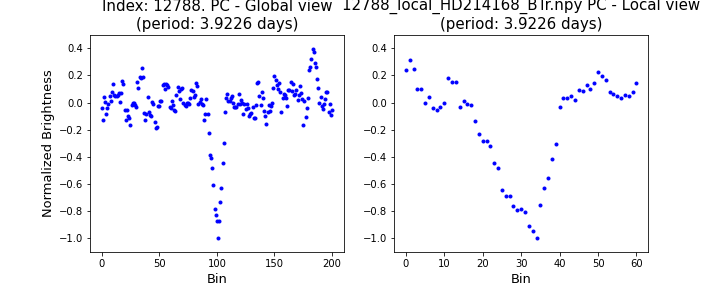 Index: 12788. PC - Global view
(period: 3.9226 days)
12788_local_HD214168_BTr.npy PC - Local view
(period: 3.9226 days)
Normalized Brightness
0.4
0.2
0.0
−0.2
−0.4
−0.6
−0.8
−1.0
0 50 100 150 200
Bin
0.4
0.2
0.0
−0.2
−0.4
−0.6
−0.8
−1.0
0 10 20 30 40 50 60
Bin